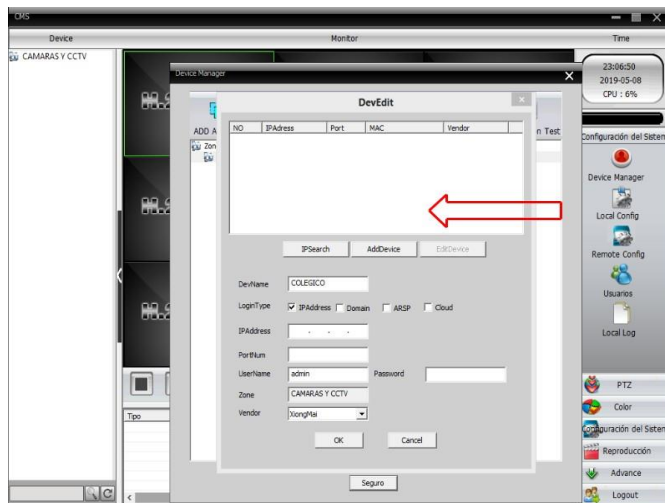 CMS
Device Monitor Time
CAMARAS Y CCTV
23:06:50
2019-05-08
CPU : 6%
Device Manager
DevEdit
ADD A
n Test
Zon
NO IPAdress Port MAC Vendor
IPSearch AddDevice EditDevice
DevName COLEGICO
LoginType IPAddress Domain ARSP Cloud
IPAddress . . .
PortNum
UserName admin Password
Zone CAMARAS Y CCTV
Vendor XiongMai
OK Cancel
Seguro
Tipo
Configuración del Sistem
Device Manager
Local Config
Remote Config
Usuarios
Local Log
PTZ
Color
Configuración del Sistem
Reproducción
Advance
Logout